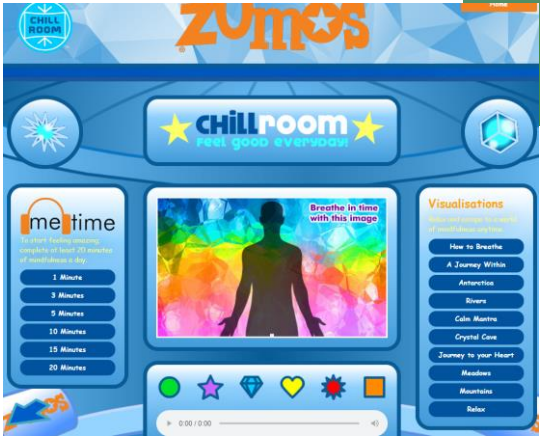 Home
CHILL
ROOM
ZUMOS
CHILLROOM
FEEL GOOD EVERYDAY!
me time
To start feeling amazing
complete at least 20 minutes
of mindfulness a day.
1 Minute
3 Minutes
5 Minutes
10 Minutes
15 Minutes
20 Minutes
Breathe in time
with this image
0:00 / 0:00
Visualisations
Relax and escape to a world
of mindfulness anytime.
How to Breathe
A Journey Within
Antarctica
Rivers
Calm Mantra
Crystal Cave
Journey to your Heart
Meadows
Mountains
Relax